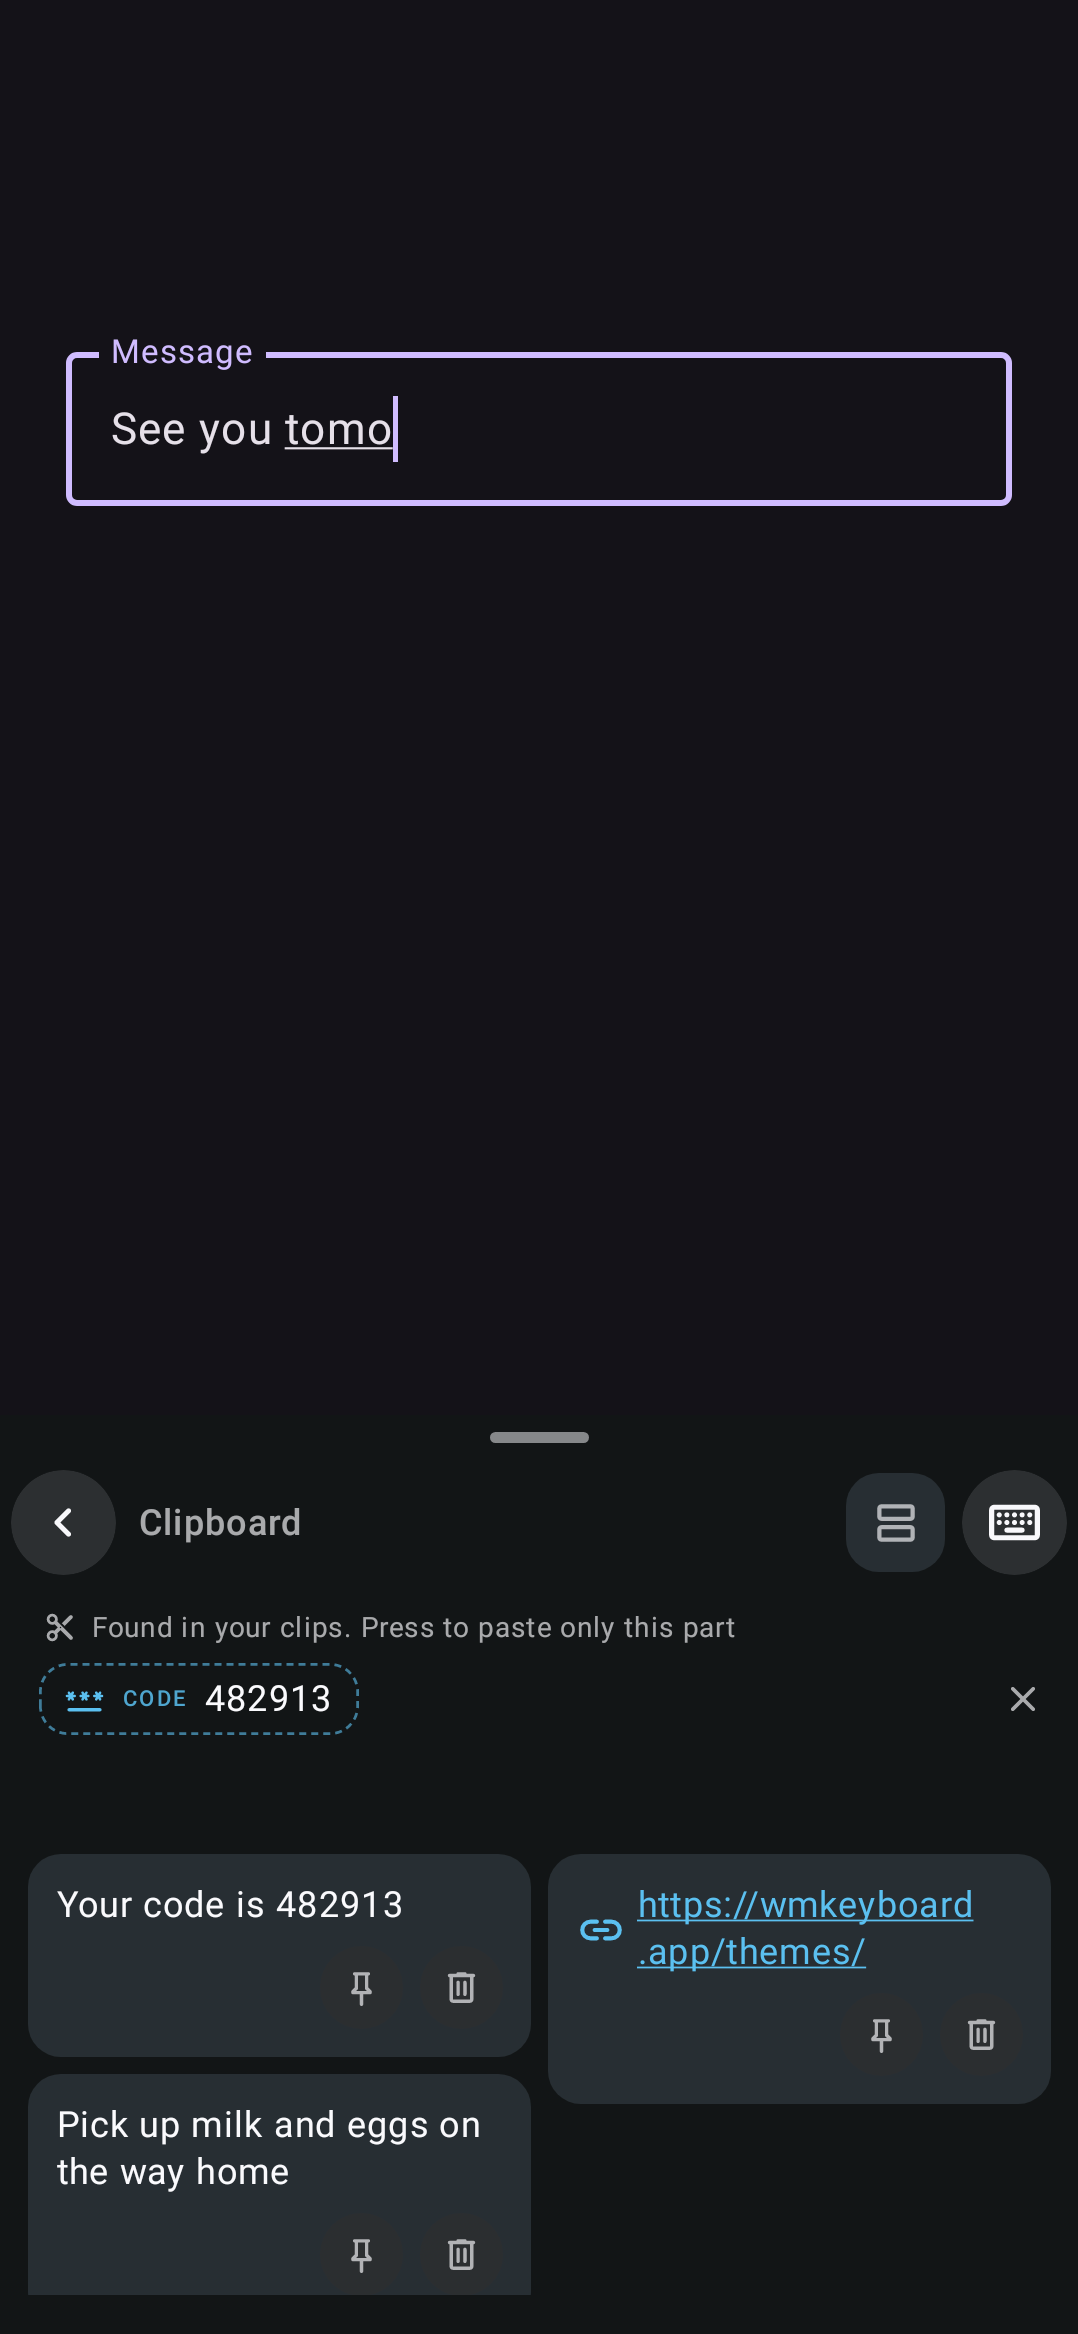 Message
See you tomo
Clipboard
Found in your clips. Press to paste only this part
*** CODE 482913
Your code is 482913
https://wmkeyboard
.app/themes/
Pick up milk and eggs on
the way home